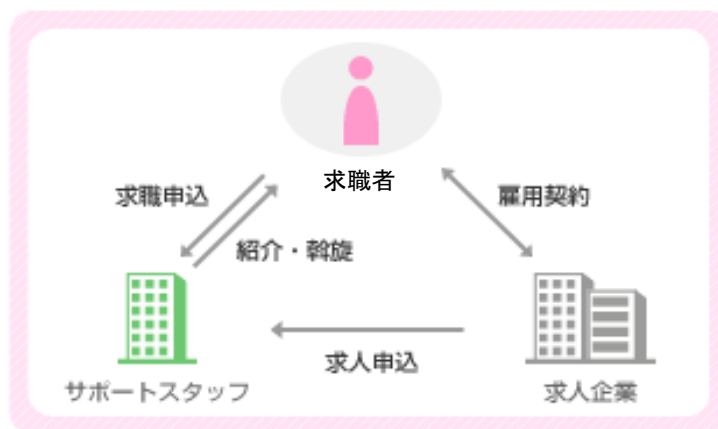 求職者
求職申込
雇用契約
紹介・斡旋
求人申込
サポートスタッフ
求人企業